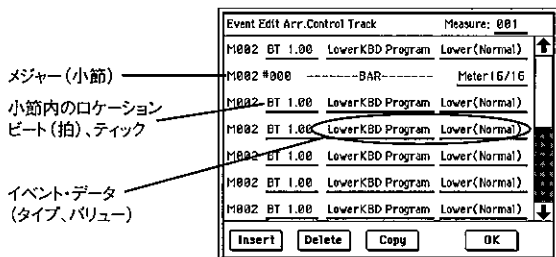 Event Edit Arr.Control Track Measure: 001
M002 BT 1.00 LowerKBD Program Lower(Normal)
メジャー(小節)
M002 #000 --------BAR-------- Meter16/16
小節内のロケーション
ビート(拍)、ティック
M002 BT 1.00 LowerKBD Program Lower(Normal)
M002 BT 1.00 LowerKBD Program Lower(Normal)
M002 BT 1.00 LowerKBD Program Lower(Normal)
イベント・データ
(タイプ、バリュー)
M002 BT 1.00 LowerKBD Program Lower(Normal)
M002 BT 1.00 LowerKBD Program Lower(Normal)
Insert Delete Copy OK